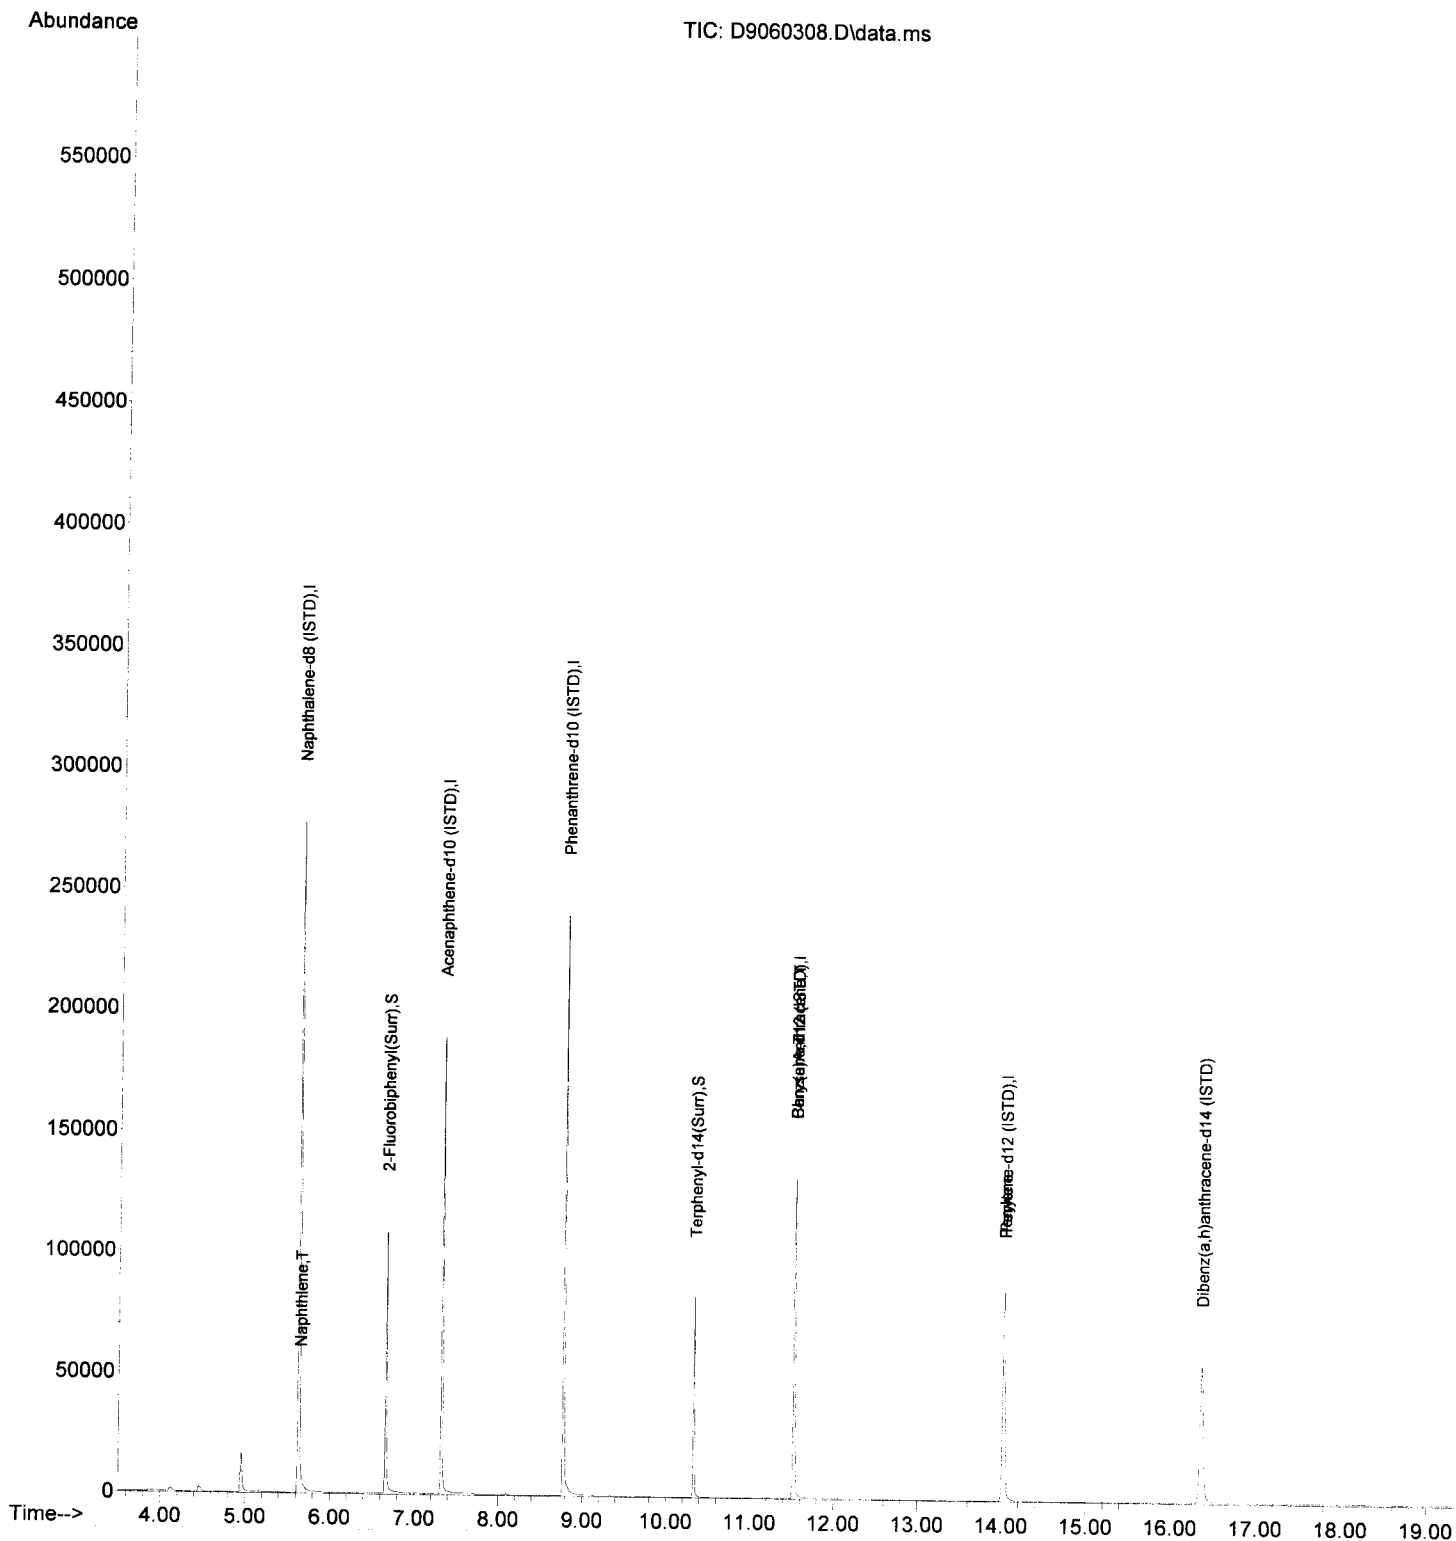 Abundance
TIC: D9060308.D\data.ms
550000
500000
450000
400000
350000
300000
250000
200000
150000
100000
50000
0
Naphthalene-d8 (ISTD),I
Naphthlene,T
2-Fluorobiphenyl(Surr),S
Acenaphthene-d10 (ISTD),I
Phenanthrene-d10 (ISTD),I
Terphenyl-d14(Surr),S
Perylene-d12 (ISTD),I
Dibenz(a,h)anthracene-d14 (ISTD)
Time-->
4.00 5.00 6.00 7.00 8.00 9.00 10.00 11.00 12.00 13.00 14.00 15.00 16.00 17.00 18.00 19.00